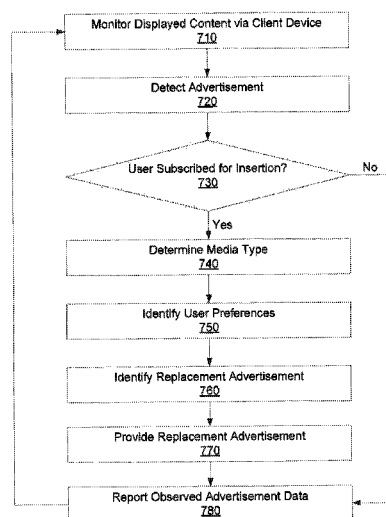 Monitor Displayed Content via Client Device
710
Detect Advertisement
720
User Subscribed for Insertion?
730
No
Yes
Determine Media Type
740
Identify User Preferences
750
Identify Replacement Advertisement
760
Provide Replacement Advertisement
770
Report Observed Advertisement Data
780